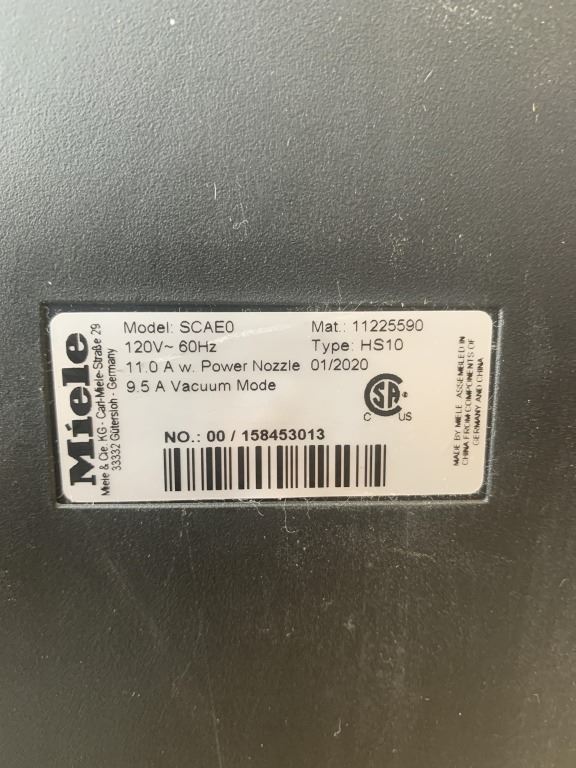 Miele
Miele & Cie. KG - Carl-Miele-Straße 29
33332 Gütersloh - Germany
Model: SCAE0
Mat.: 11225590
120V~ 60Hz
Type: HS10
11.0 A w. Power Nozzle
01/2020
9.5 A Vacuum Mode
SA
C US
NO.: 00 / 158453013
MADE BY MIELE. ASSEMBLED IN
CHINA FROM COMPONENTS OF
GERMANY AND CHINA